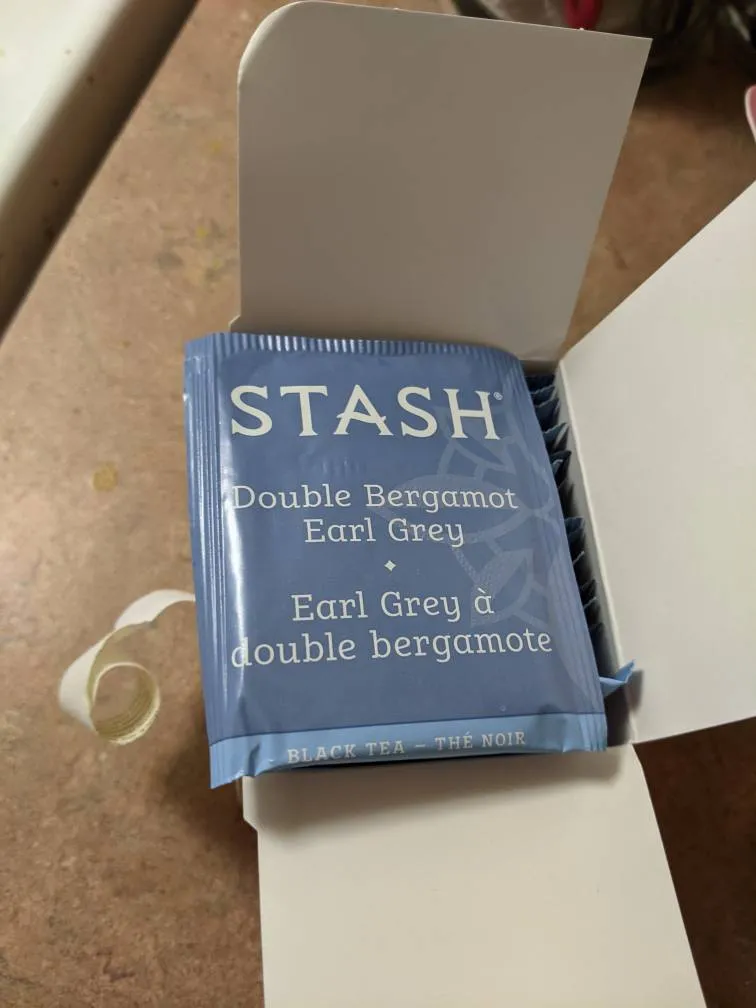 STASH®
Double Bergamot
Earl Grey
Earl Grey à
double bergamote
BLACK TEA – THÉ NOIR